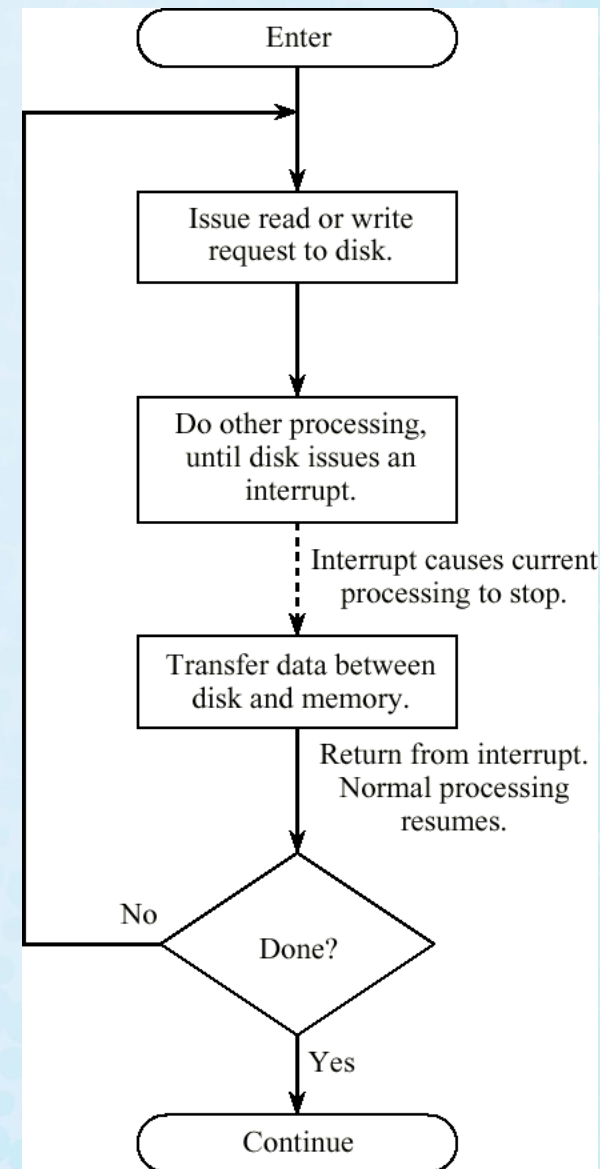 Enter
Issue read or write
request to disk.
Do other processing,
until disk issues an
interrupt.
Interrupt causes current
processing to stop.
Transfer data between
disk and memory.
Return from interrupt.
Normal processing
resumes.
No
Done?
Yes
Continue